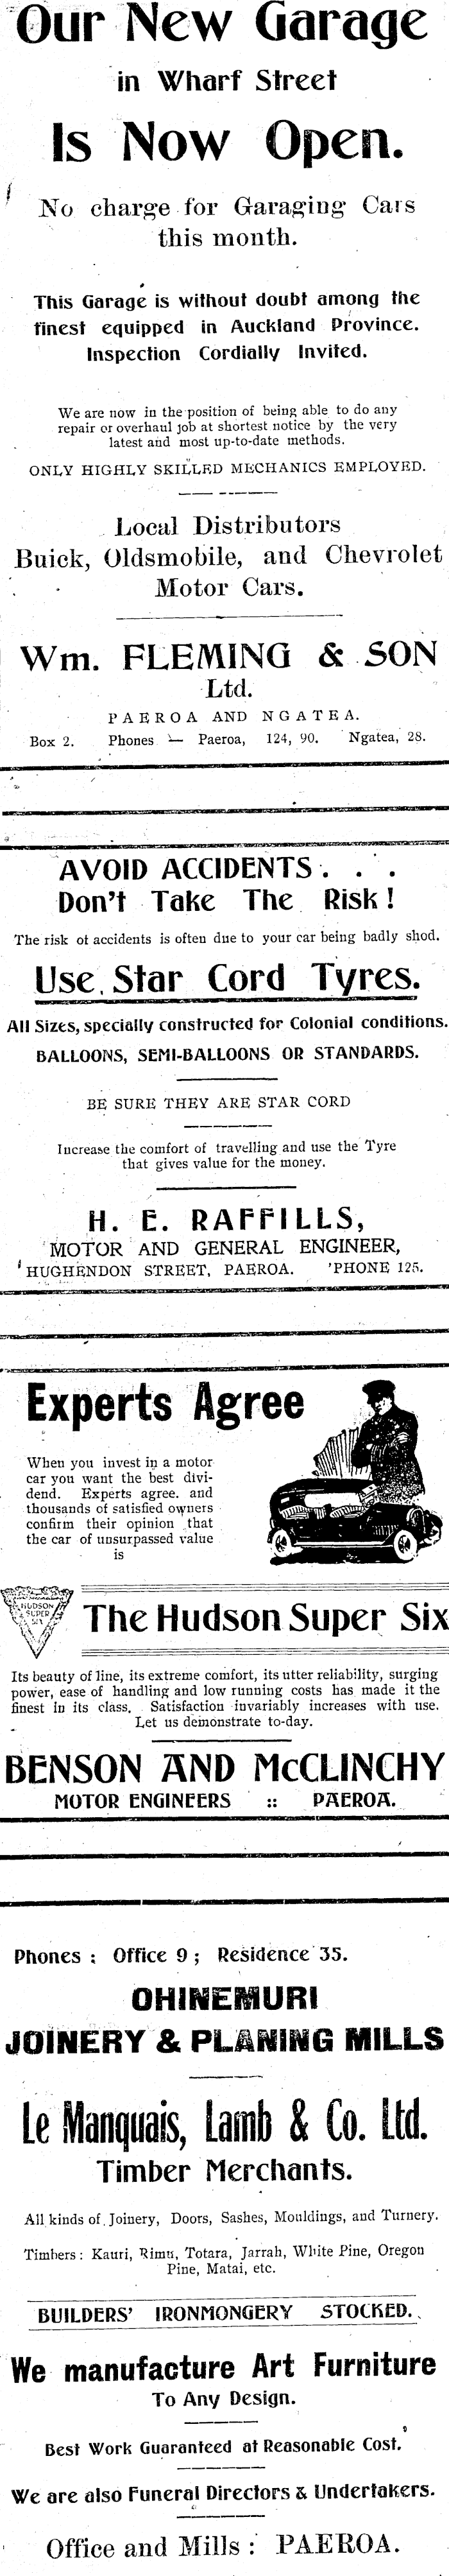 Our New Garage
in Wharf Street
Is Now Open.
No charge for Garaging Cars
this month.
This Garage is without doubt among the
finest equipped in Auckland Province.
Inspection Cordially Invited.
We are now in the position of being able to do any
repair or overhaul job at shortest notice by the very
latest and most up-to-date methods.
ONLY HIGHLY SKILLED MECHANICS EMPLOYED.
Local Distributors
Buick, Oldsmobile, and Chevrolet
Motor Cars.
Wm. FLEMING & SON
Ltd.
PAEROA AND NGATEA.
Box 2. Phones — Paeroa, 124, 90. Ngatea, 28.
AVOID ACCIDENTS . . .
Don't Take The Risk !
The risk of accidents is often due to your car being badly shod.
Use Star Cord Tyres.
All Sizes, specially constructed for Colonial conditions.
BALLOONS, SEMI-BALLOONS OR STANDARDS.
BE SURE THEY ARE STAR CORD
Increase the comfort of travelling and use the Tyre
that gives value for the money.
H. E. RAFFILLS,
MOTOR AND GENERAL ENGINEER,
HUGHENDON STREET, PAEROA. 'PHONE 125.
Experts Agree
When you invest in a motor
car you want the best divi-
dend. Experts agree. and
thousands of satisfied owners
confirm their opinion that
the car of unsurpassed value
is
HUDSON
SUPER
SIX
The Hudson Super Six
Its beauty of line, its extreme comfort, its utter reliability, surging
power, ease of handling and low running costs has made it the
finest in its class. Satisfaction invariably increases with use.
Let us demonstrate to-day.
BENSON AND McCLINCHY
MOTOR ENGINEERS :: PAEROA.
Phones : Office 9 ; Residence 35.
OHINEMURI
JOINERY & PLANING MILLS
Le Manquais, Lamb & Co. Ltd.
Timber Merchants.
All kinds of Joinery, Doors, Sashes, Mouldings, and Turnery.
Timbers : Kauri, Rimu, Totara, Jarrah, White Pine, Oregon
Pine, Matai, etc.
BUILDERS' IRONMONGERY STOCKED.
We manufacture Art Furniture
To Any Design.
Best Work Guaranteed at Reasonable Cost.
We are also Funeral Directors & Undertakers.
Office and Mills : PAEROA.